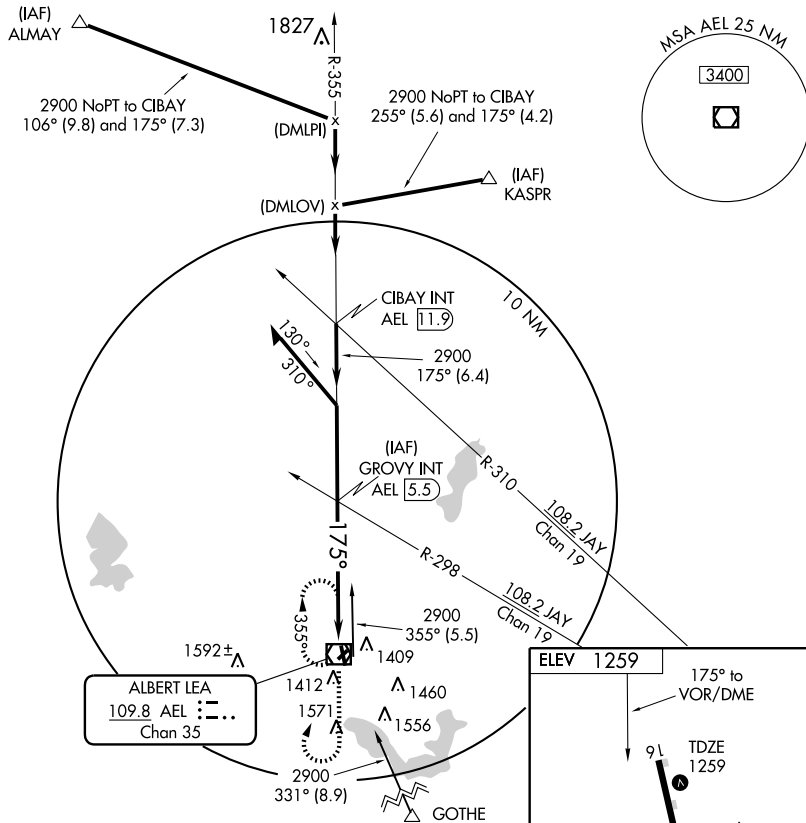 (IAF)
ALMAY
1827
R-355
MSA AEL 25 NM
3400
2900 NoPT to CIBAY
106° (9.8) and 175° (7.3)
2900 NoPT to CIBAY
255° (5.6) and 175° (4.2)
(DMLPI)
x
(IAF)
KASPR
(DMLOV)
x
10 NM
CIBAY INT
AEL 11.9
130°
310°
2900
175° (6.4)
(IAF)
GROVY INT
AEL 5.5
R-310
108.2 JAY
Chan 19
175°
R-298
108.2 JAY
Chan 19
355°
2900
355° (5.5)
1592±
1409
1412
1460
1571
1556
ALBERT LEA
109.8 AEL
Chan 35
2900
331° (8.9)
GOTHE
ELEV 1259
175° to
VOR/DME
16
TDZE
1259